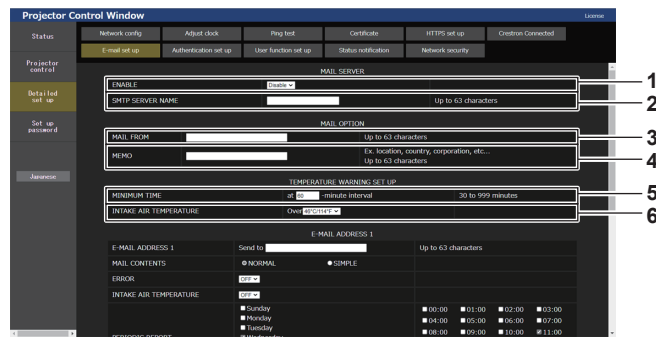 Projector Control Window
License
Status
Network config Adjust clock Ping test Certificate HTTPS set up Crestron Connected
E-mail set up Authentication set up User function set up Status notification Network security
Projector control
Detailed set up
Set up password
Japanese
MAIL SERVER
ENABLE Disable 1
SMTP SERVER NAME Up to 63 characters 2
MAIL OPTION
MAIL FROM Up to 63 characters 3
MEMO Ex. location, country, corporation, etc...
Up to 63 characters 4
TEMPERATURE WARNING SET UP
MINIMUM TIME at 60 -minute interval 30 to 999 minutes 5
INTAKE AIR TEMPERATURE Over 46°C/114°F 6
E-MAIL ADDRESS 1
E-MAIL ADDRESS 1 Send to Up to 63 characters
MAIL CONTENTS NORMAL SIMPLE
ERROR OFF
INTAKE AIR TEMPERATURE OFF
Sunday 00:00 01:00 02:00 03:00
Monday 04:00 05:00 06:00 07:00
Tuesday 08:00 09:00 10:00 11:00
PERIODIC REPORT Wednesday